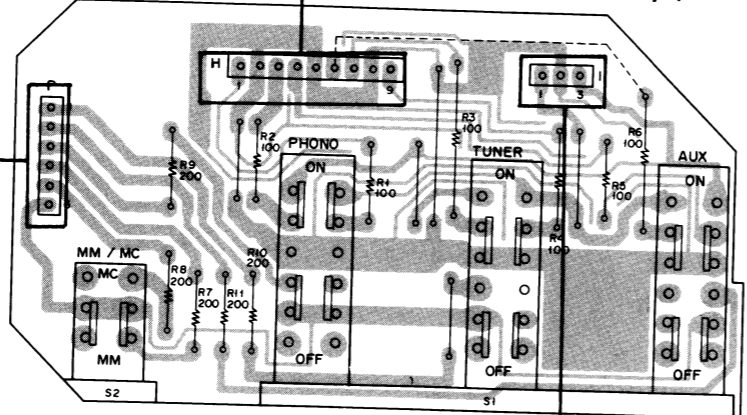 H
1
9
1
3
I
P
R2
100
PHONO
ON
R3
100
TUNER
ON
R6
100
AUX
ON
R9
200
R1
100
R5
100
R4
100
MM / MC
MC
R8
200
R7
200
R11
200
R10
200
MM
OFF
OFF
OFF
S2
S1